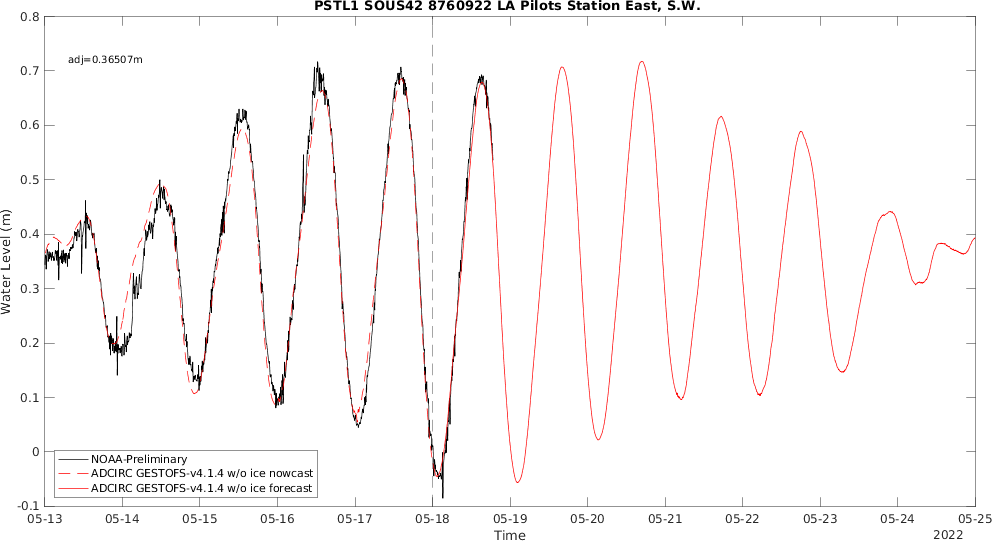 PSTL1 SOUS42 8760922 LA Pilots Station East, S.W.
0.8
0.7
0.6
0.5
0.4
0.3
0.2
0.1
0
-0.1
Water Level (m)
adj=0.36507m
NOAA-Preliminary
ADCIRC GESTOFS-v4.1.4 w/o ice nowcast
ADCIRC GESTOFS-v4.1.4 w/o ice forecast
05-13 05-14 05-15 05-16 05-17 05-18 05-19 05-20 05-21 05-22 05-23 05-24 05-25
Time
2022